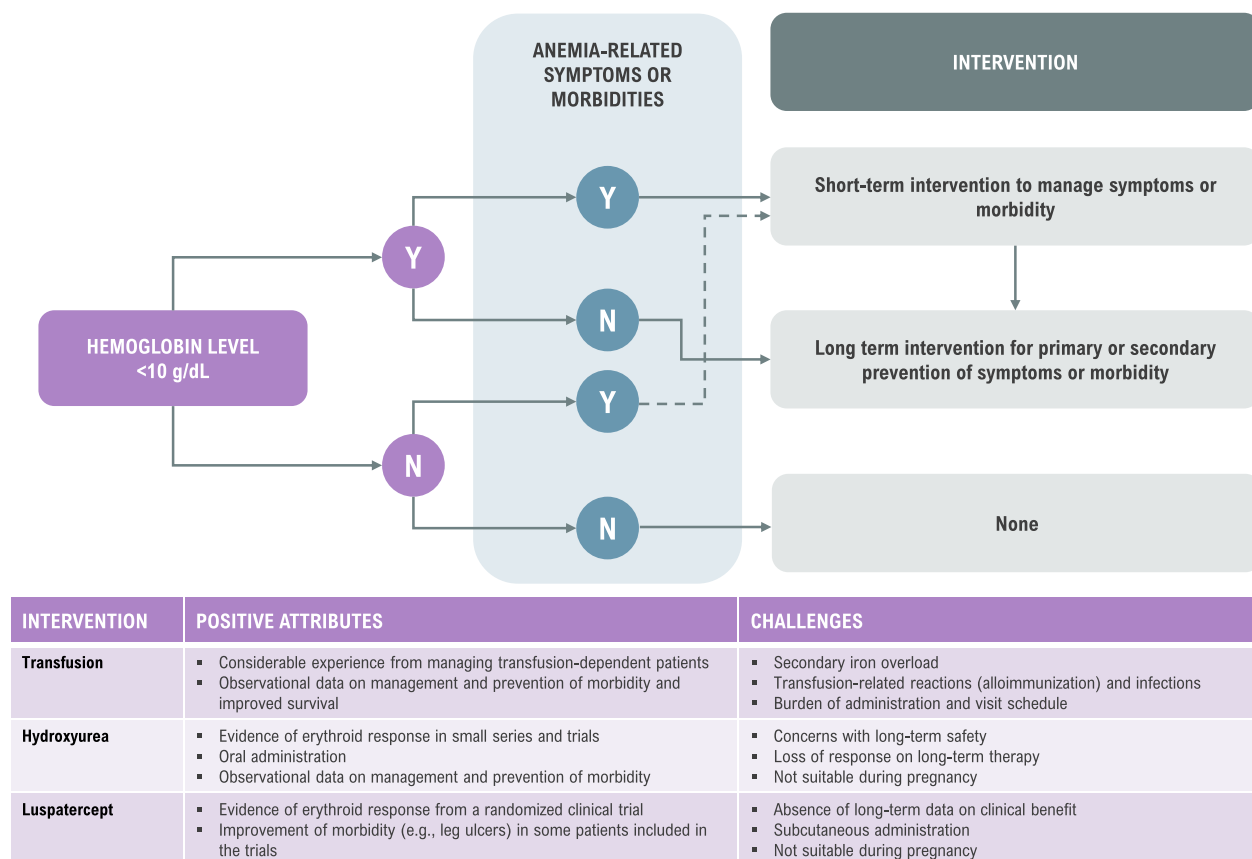 ANEMIA-RELATED
SYMPTOMS OR
MORBIDITIES
INTERVENTION
Y
Short-term intervention to manage symptoms or
morbidity
Y
N
HEMOGLOBIN LEVEL
<10 g/dL
Long term intervention for primary or secondary
prevention of symptoms or morbidity
Y
N
N
None
INTERVENTION
POSITIVE ATTRIBUTES
CHALLENGES
Transfusion
▪ Considerable experience from managing transfusion-dependent patients
▪ Observational data on management and prevention of morbidity and
improved survival
▪ Secondary iron overload
▪ Transfusion-related reactions (alloimmunization) and infections
▪ Burden of administration and visit schedule
Hydroxyurea
▪ Evidence of erythroid response in small series and trials
▪ Oral administration
▪ Observational data on management and prevention of morbidity
▪ Concerns with long-term safety
▪ Loss of response on long-term therapy
▪ Not suitable during pregnancy
Luspatercept
▪ Evidence of erythroid response from a randomized clinical trial
▪ Improvement of morbidity (e.g., leg ulcers) in some patients included in
the trials
▪ Absence of long-term data on clinical benefit
▪ Subcutaneous administration
▪ Not suitable during pregnancy